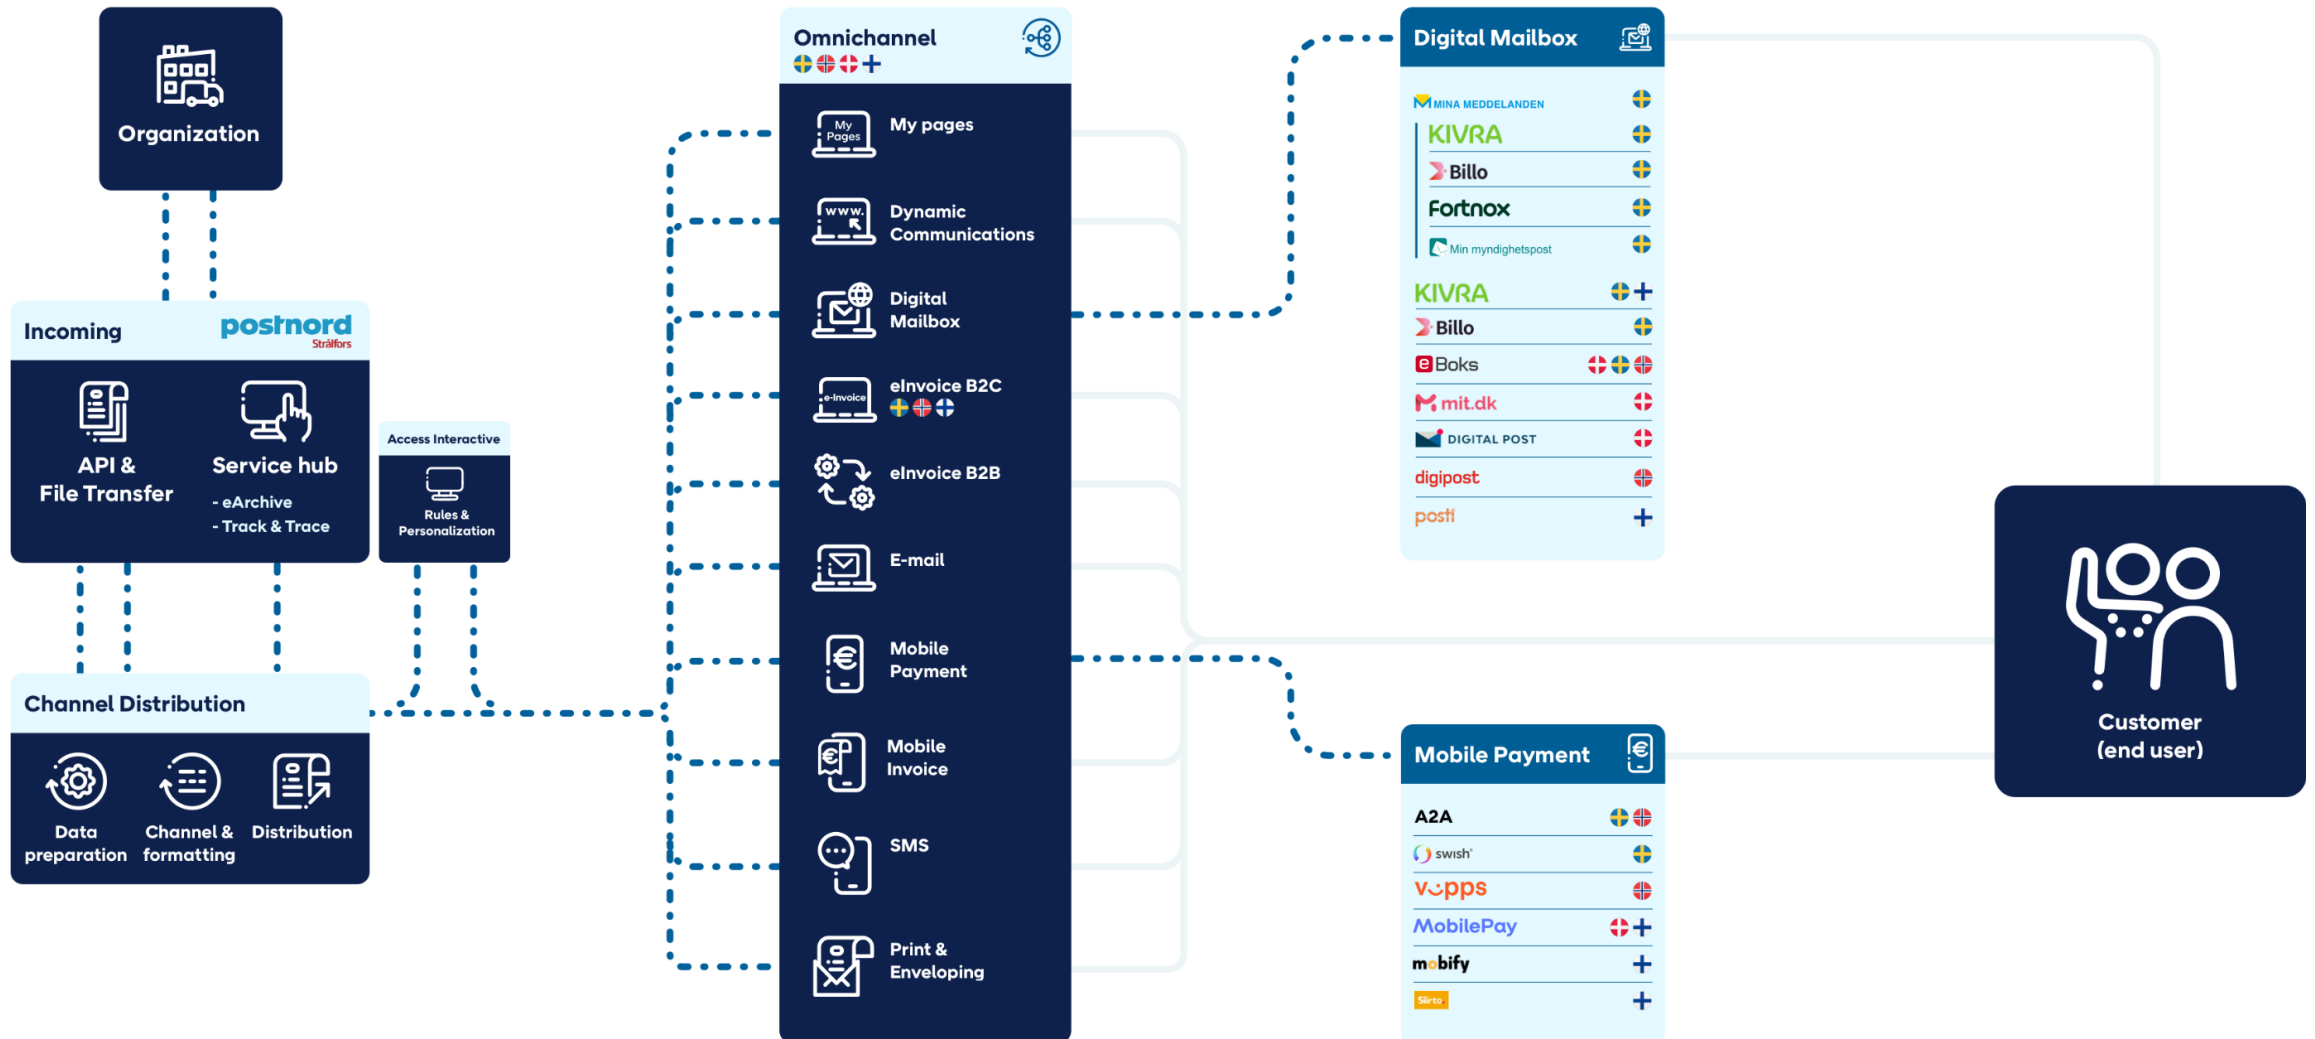 Organization
Incoming
postnord
Strålfors
API &
File Transfer
Service hub
- eArchive
- Track & Trace
Access Interactive
Rules &
Personalization
Channel Distribution
Data
preparation
Channel &
formatting
Distribution
Omnichannel
My
Pages
My pages
www.
Dynamic
Communications
Digital
Mailbox
e-Invoice
eInvoice B2C
eInvoice B2B
E-mail
€
Mobile
Payment
€
Mobile
Invoice
SMS
Print &
Enveloping
Digital Mailbox
MINA MEDDELANDEN
KIVRA
Billo
Fortnox
Min myndighetspost
KIVRA
Billo
e Boks
mit.dk
DIGITAL POST
digipost
posti
Mobile Payment
€
A2A
swish
vipps
MobilePay
mobify
Siirto
Customer
(end user)